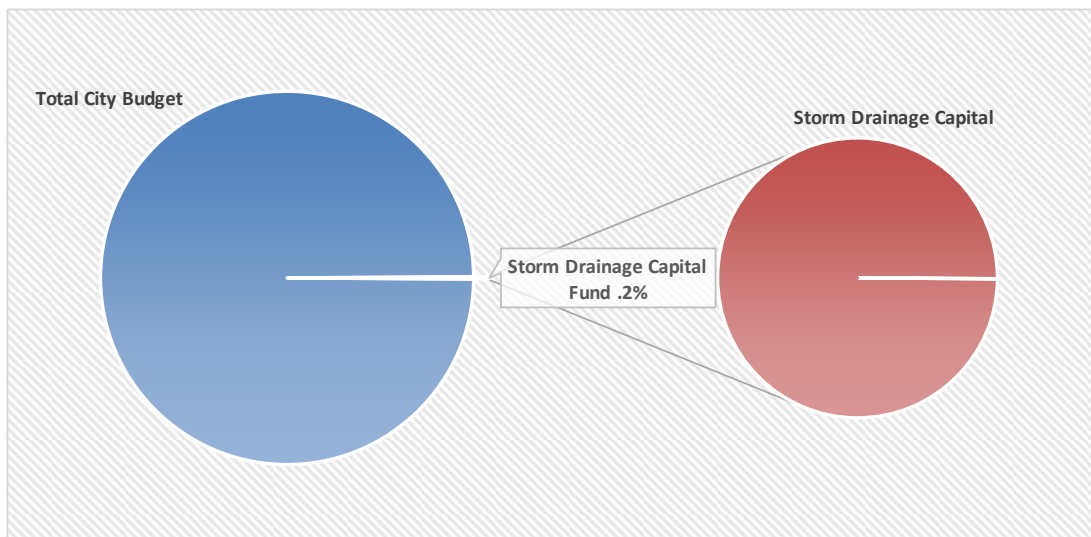 Total City Budget
Storm Drainage Capital
Storm Drainage Capital
Fund .2%